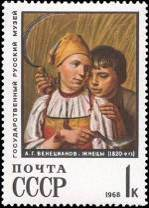 ГОСУДАРСТВЕННЫЙ РУССКИЙ МУЗЕЙ
А.Г. ВЕНЕЦИАНОВ. ЖНЕЦЫ (1820-е гг.)
ПОЧТА
СССР
1968
1К